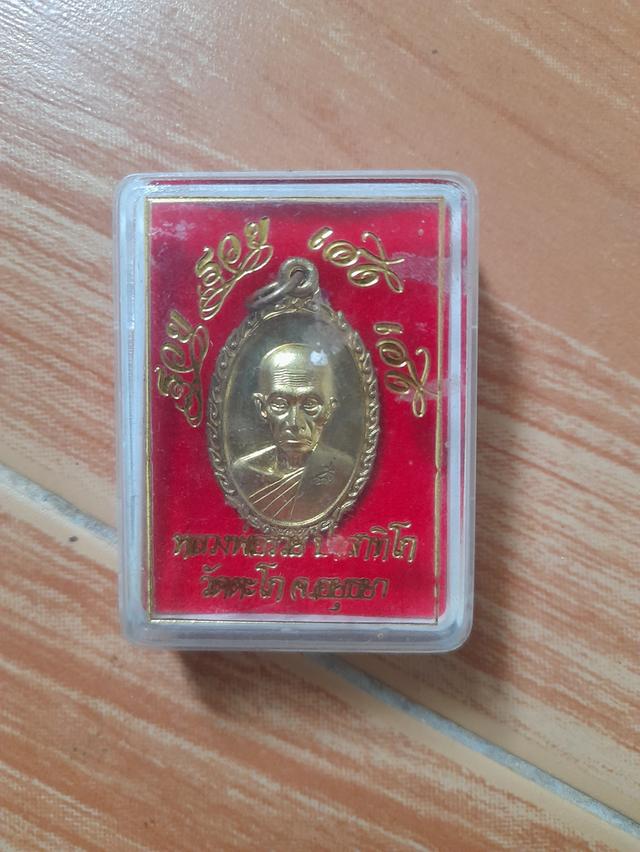 รวย รวย เฮง เฮง
หลวงพ่อรวย ปาสาทิโก
วัดตะโก จ.อยุธยา